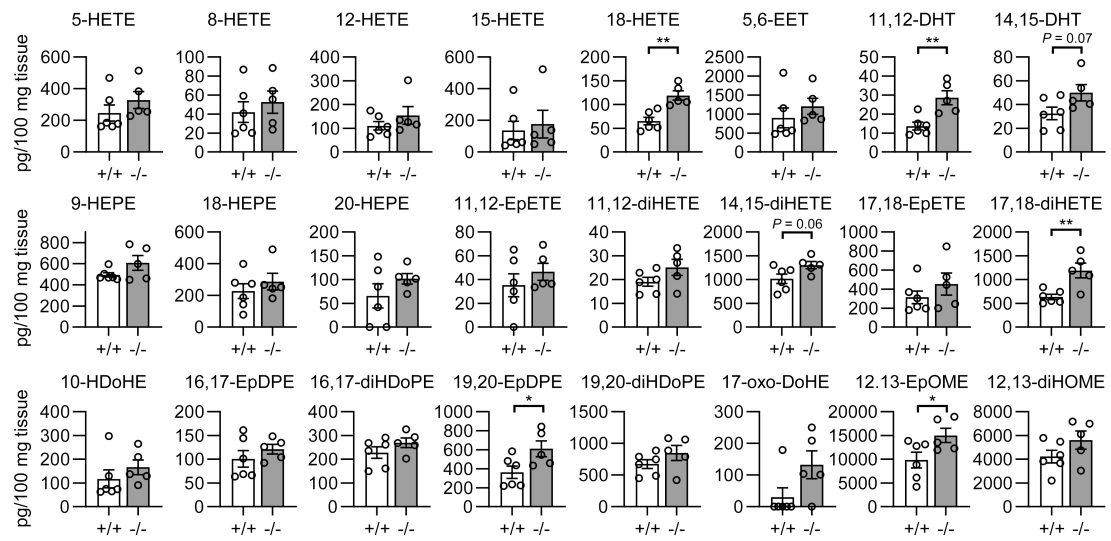 5-HETE 8-HETE 12-HETE 15-HETE 18-HETE 5,6-EET 11,12-DHT 14,15-DHT
** ** P = 0.07
pg/100 mg tissue
600 100 400 600 200 2500 50 80
400 80 300 400 150 2000 40 60
200 60 200 200 100 1500 30 40
0 40 100 0 50 1000 20 20
20 0 0 500 10 0
0 0 0
+/+ -/- +/+ -/- +/+ -/- +/+ -/- +/+ -/- +/+ -/- +/+ -/- +/+ -/-
9-HEPE 18-HEPE 20-HEPE 11,12-EpETE 11,12-diHETE 14,15-diHETE 17,18-EpETE 17,18-diHETE
P = 0.06 **
pg/100 mg tissue
800 600 200 80 40 2000 1000 2000
600 400 150 60 30 1500 800 1500
400 200 100 40 20 1000 600 1000
200 0 50 20 10 500 400 500
0 0 0 0 0 200 0
0
+/+ -/- +/+ -/- +/+ -/- +/+ -/- +/+ -/- +/+ -/- +/+ -/- +/+ -/-
10-HDoHE 16,17-EpDPE 16,17-diHDoPE 19,20-EpDPE 19,20-diHDoPE 17-oxo-DoHE 12.13-EpOME 12,13-diHOME
* *
pg/100 mg tissue
400 200 400 1000 1500 300 20000 8000
300 150 300 800 1000 200 15000 6000
200 100 200 600 500 100 10000 4000
100 50 100 400 0 0 5000 2000
0 0 0 200 0 0
0
+/+ -/- +/+ -/- +/+ -/- +/+ -/- +/+ -/- +/+ -/- +/+ -/- +/+ -/-